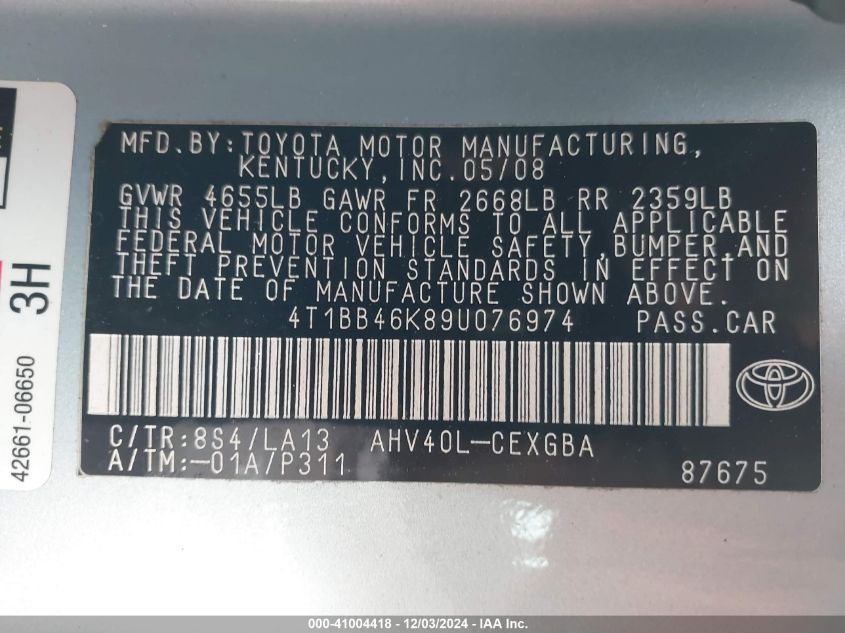 MFD.BY:TOYOTA MOTOR MANUFACTURING,
KENTUCKY,INC.05/08
GVWR 4655LB GAWR FR 2668LB RR 2359LB
THIS VEHICLE CONFORMS TO ALL APPLICABLE
FEDERAL MOTOR VEHICLE SAFETY,BUMPER,AND
THEFT PREVENTION STANDARDS IN EFFECT ON
THE DATE OF MANUFACTURE SHOWN ABOVE.
4T1BB46K89U076974 PASS.CAR
C/TR:8S4/LA13 AHV40L-CEXGBA
A/TM:-01A/P311 87675
3H
42661-06650
000-41004418 - 12/03/2024 - IAA Inc.